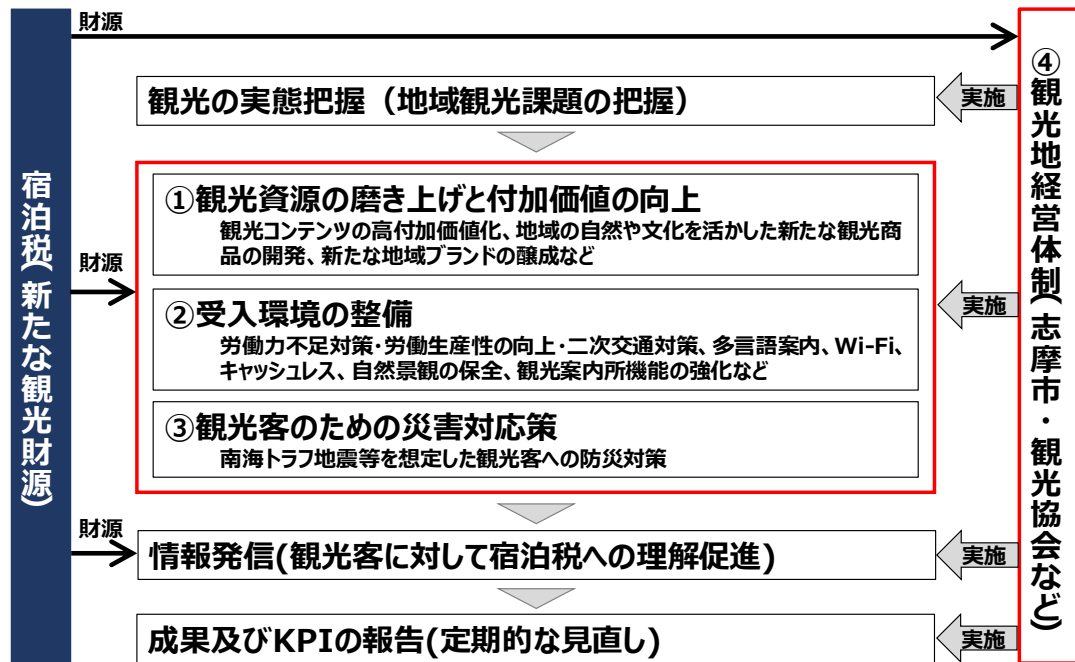 財源
観光の実態把握（地域観光課題の把握）
実施
宿泊税（新たな観光財源）
財源
①観光資源の磨き上げと付加価値の向上
観光コンテンツの高付加価値化、地域の自然や文化を活かした新たな観光商
品の開発、新たな地域ブランドの醸成など
②受入環境の整備
労働力不足対策・労働生産性の向上・二次交通対策、多言語案内、Wi-Fi、
キャッシュレス、自然景観の保全、観光案内所機能の強化など
③観光客のための災害対応策
南海トラフ地震等を想定した観光客への防災対策
実施
財源
情報発信(観光客に対して宿泊税への理解促進)
実施
成果及びKPIの報告(定期的な見直し)
実施
④観光地経営体制（志摩市・観光協会など）